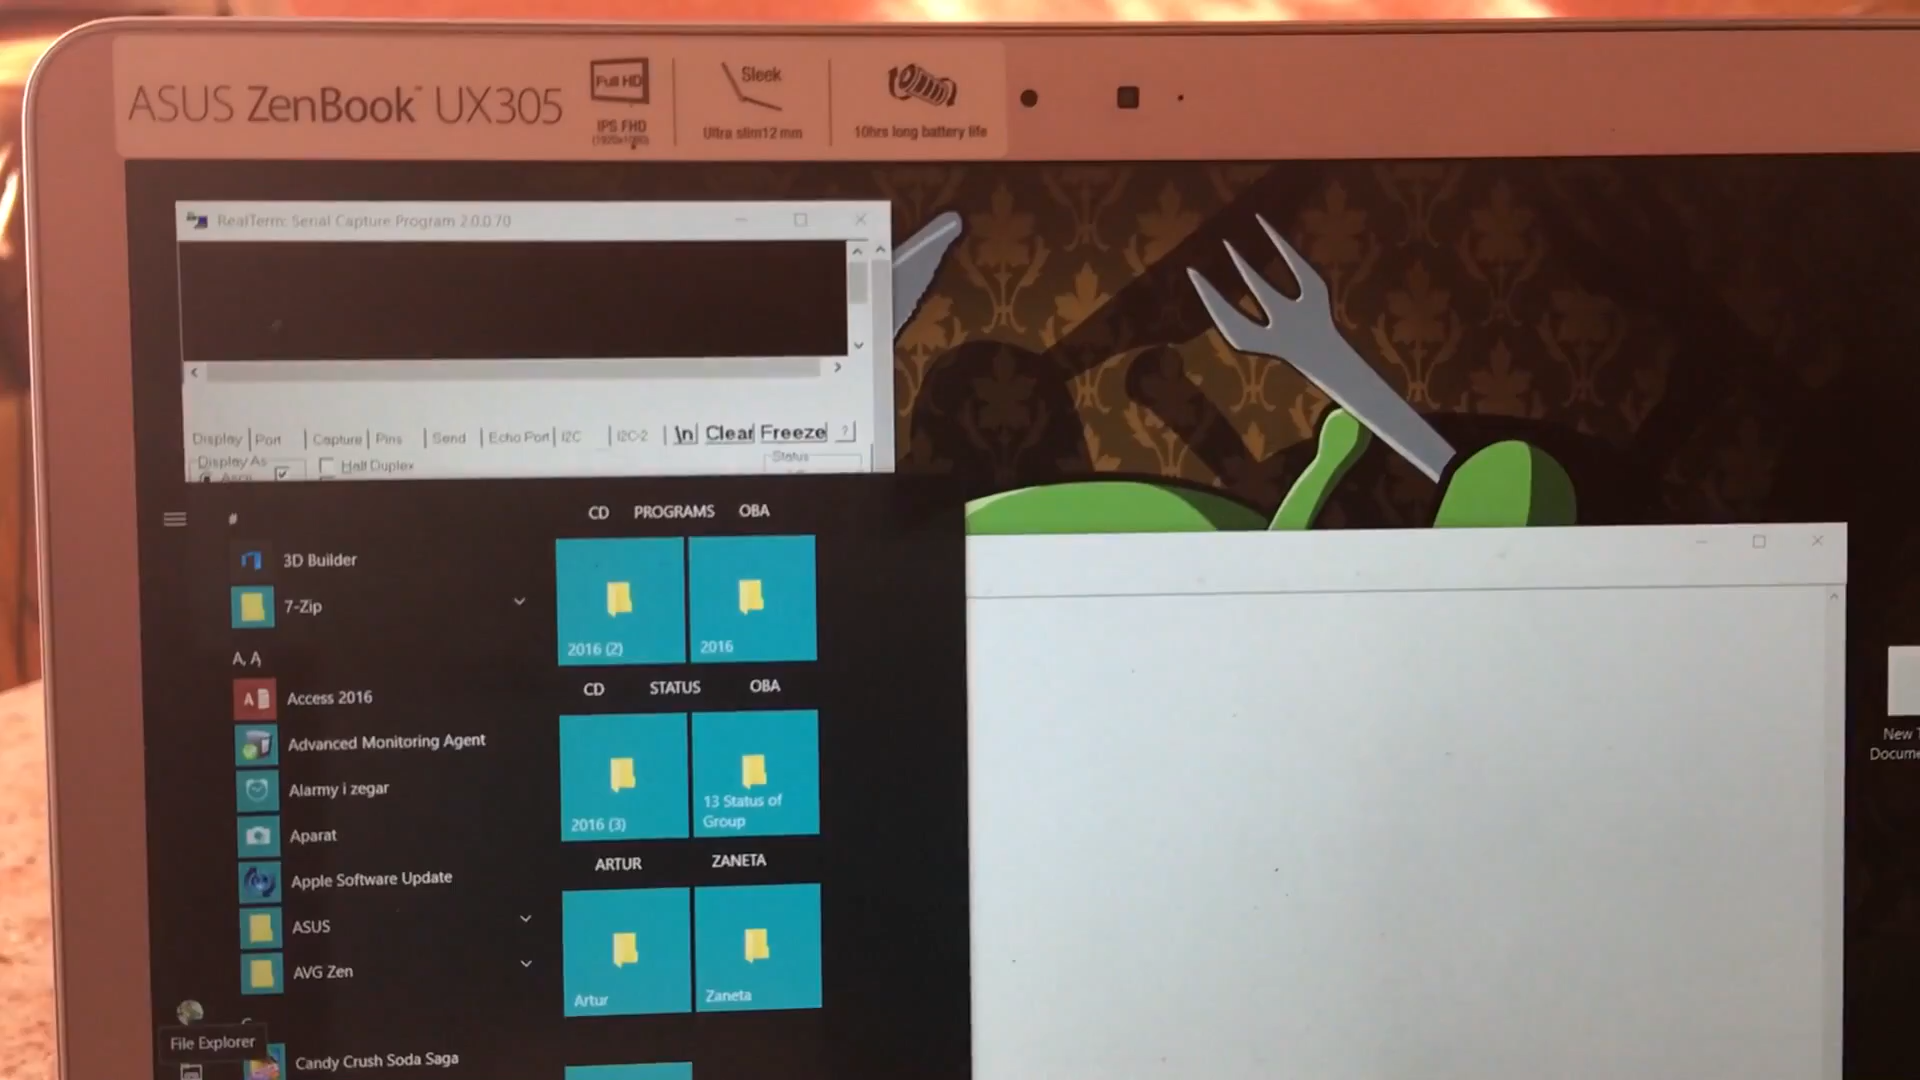 ASUS ZenBook™ UX305
Full HD
IPS FHD
(1920x1080)
Sleek
Ultra slim12 mm
10hrs long battery life
RealTerm: Serial Capture Program 2.0.0.70
Display Port Capture Pins Send Echo Port I2C I2C-2 \n Clear Freeze ?
Display As
Half Duplex
Status
Ascii
#
3D Builder
7-Zip
A, Ą
Access 2016
Advanced Monitoring Agent
Alarmy i zegar
Aparat
Apple Software Update
ASUS
AVG Zen
Candy Crush Soda Saga
File Explorer
CD PROGRAMS OBA
2016 (2)
2016
CD STATUS OBA
2016 (3)
13 Status of
Group
ARTUR ZANETA
Artur
Zaneta
New